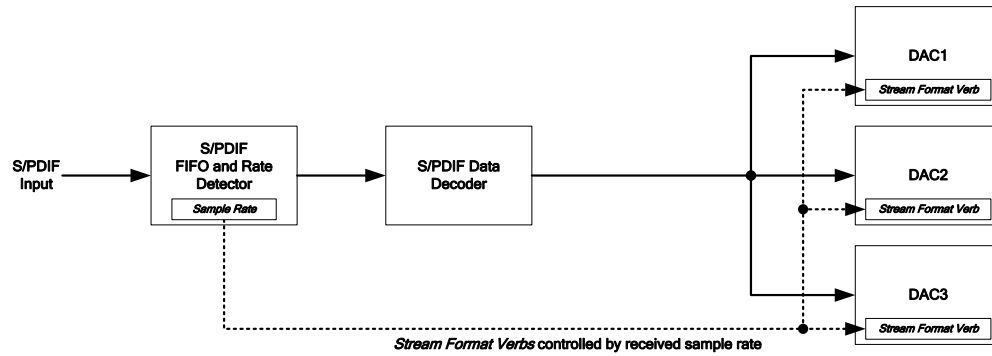 DAC1
Stream Format Verb
S/PDIF
Input
S/PDIF
FIFO and Rate
Detector
Sample Rate
S/PDIF Data
Decoder
DAC2
Stream Format Verb
DAC3
Stream Format Verb
Stream Format Verbs controlled by received sample rate